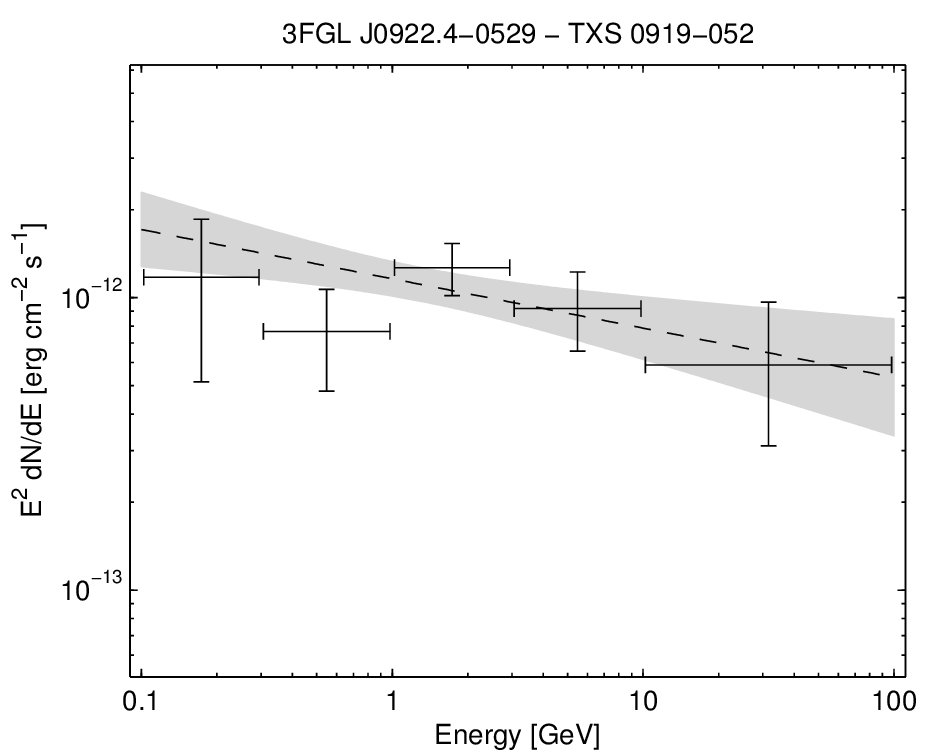 3FGL J0922.4−0529 − TXS 0919−052
E² dN/dE [erg cm⁻² s⁻¹]
10⁻¹²
10⁻¹³
0.1 1 10 100
Energy [GeV]